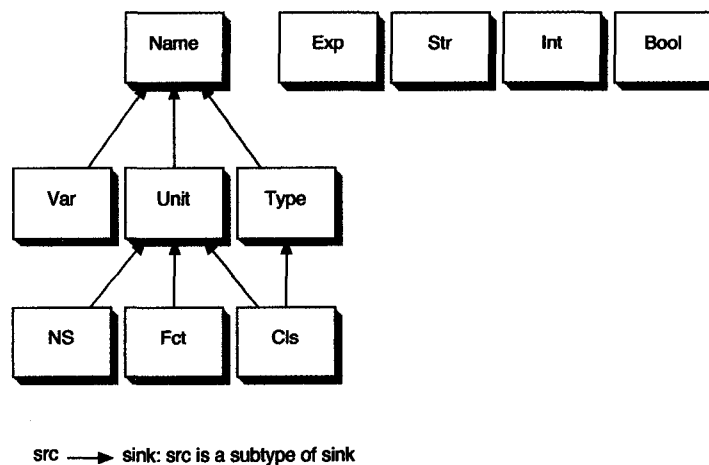 Name Exp Str Int Bool
Var Unit Type
NS Fct Cls
src sink: src is a subtype of sink